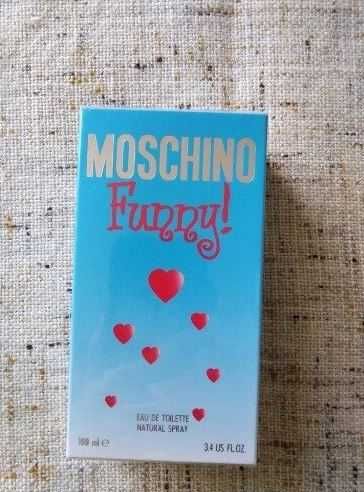 MOSCHINO
Funny!
EAU DE TOILETTE
NATURAL SPRAY
100 ml ℮
3.4 US FL.OZ.